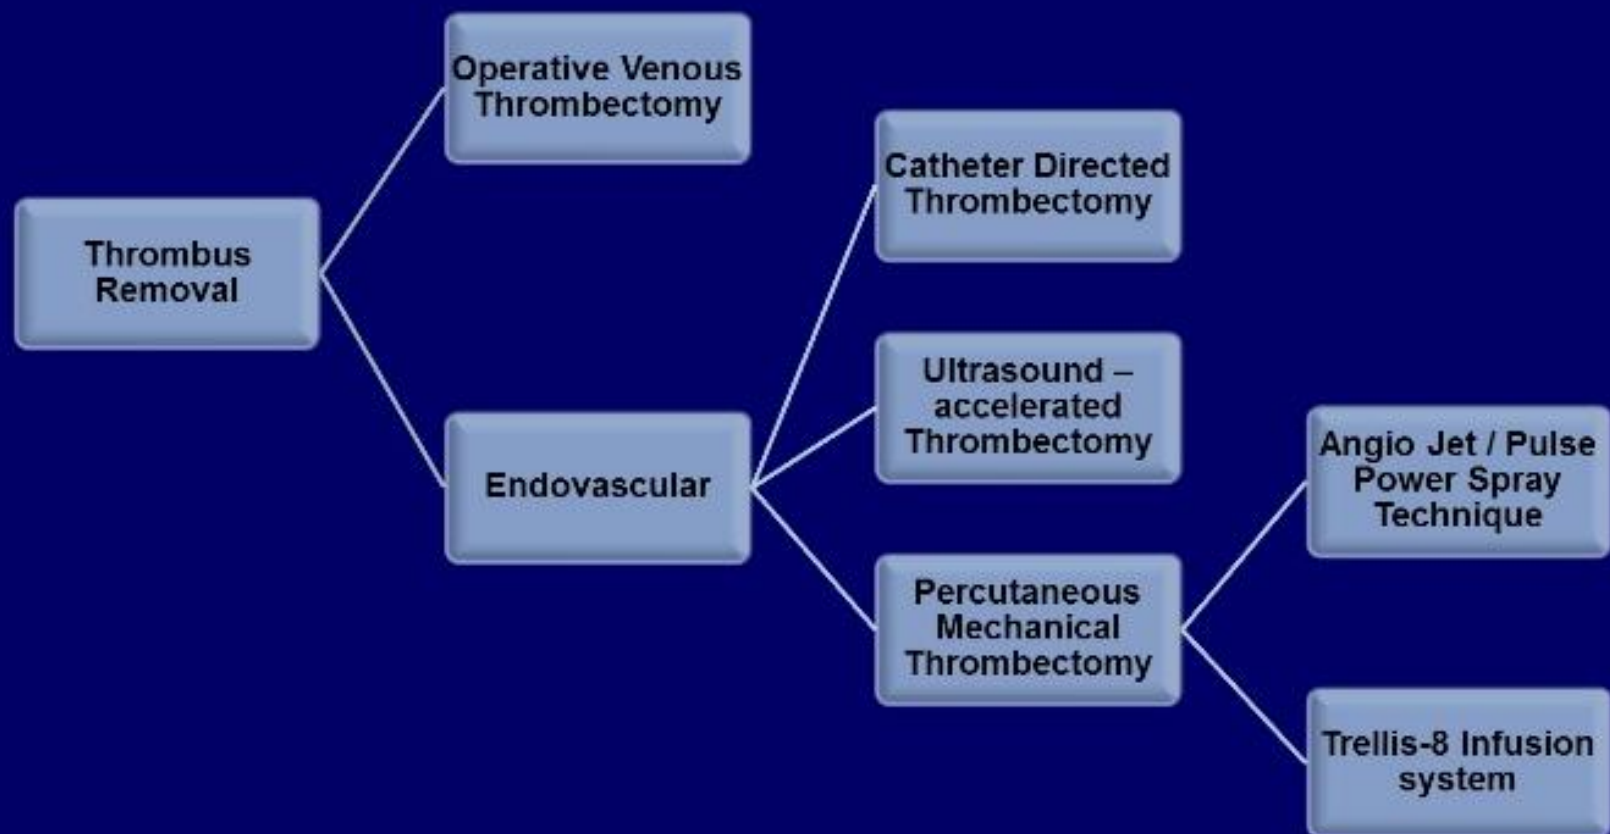 Operative Venous
Thrombectomy
Thrombus
Removal
Endovascular
Catheter Directed
Thrombectomy
Ultrasound –
accelerated
Thrombectomy
Percutaneous
Mechanical
Thrombectomy
Angio Jet / Pulse
Power Spray
Technique
Trellis-8 Infusion
system